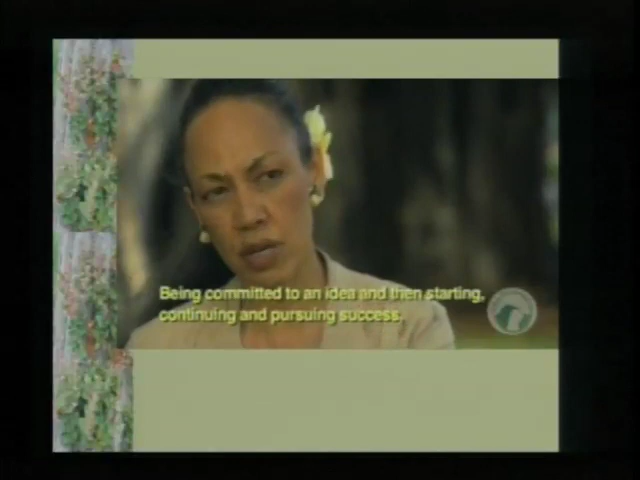 Being committed to an idea and then starting,
continuing and pursuing success.